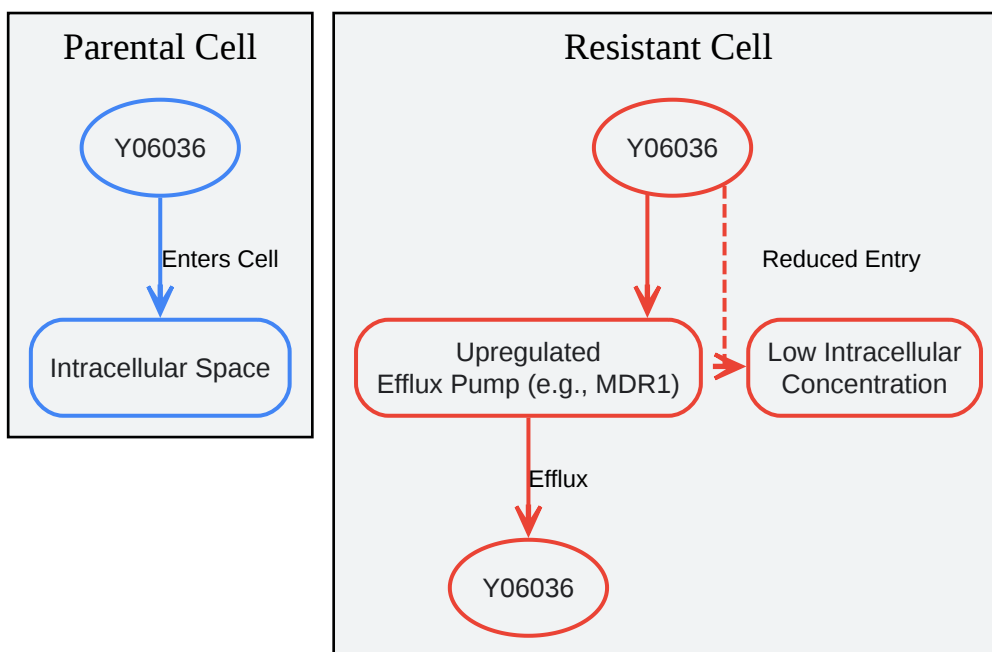 Parental Cell
Y06036
Enters Cell
Intracellular Space
Resistant Cell
Y06036
Reduced Entry
Upregulated
Efflux Pump (e.g., MDR1)
Low Intracellular
Concentration
Efflux
Y06036